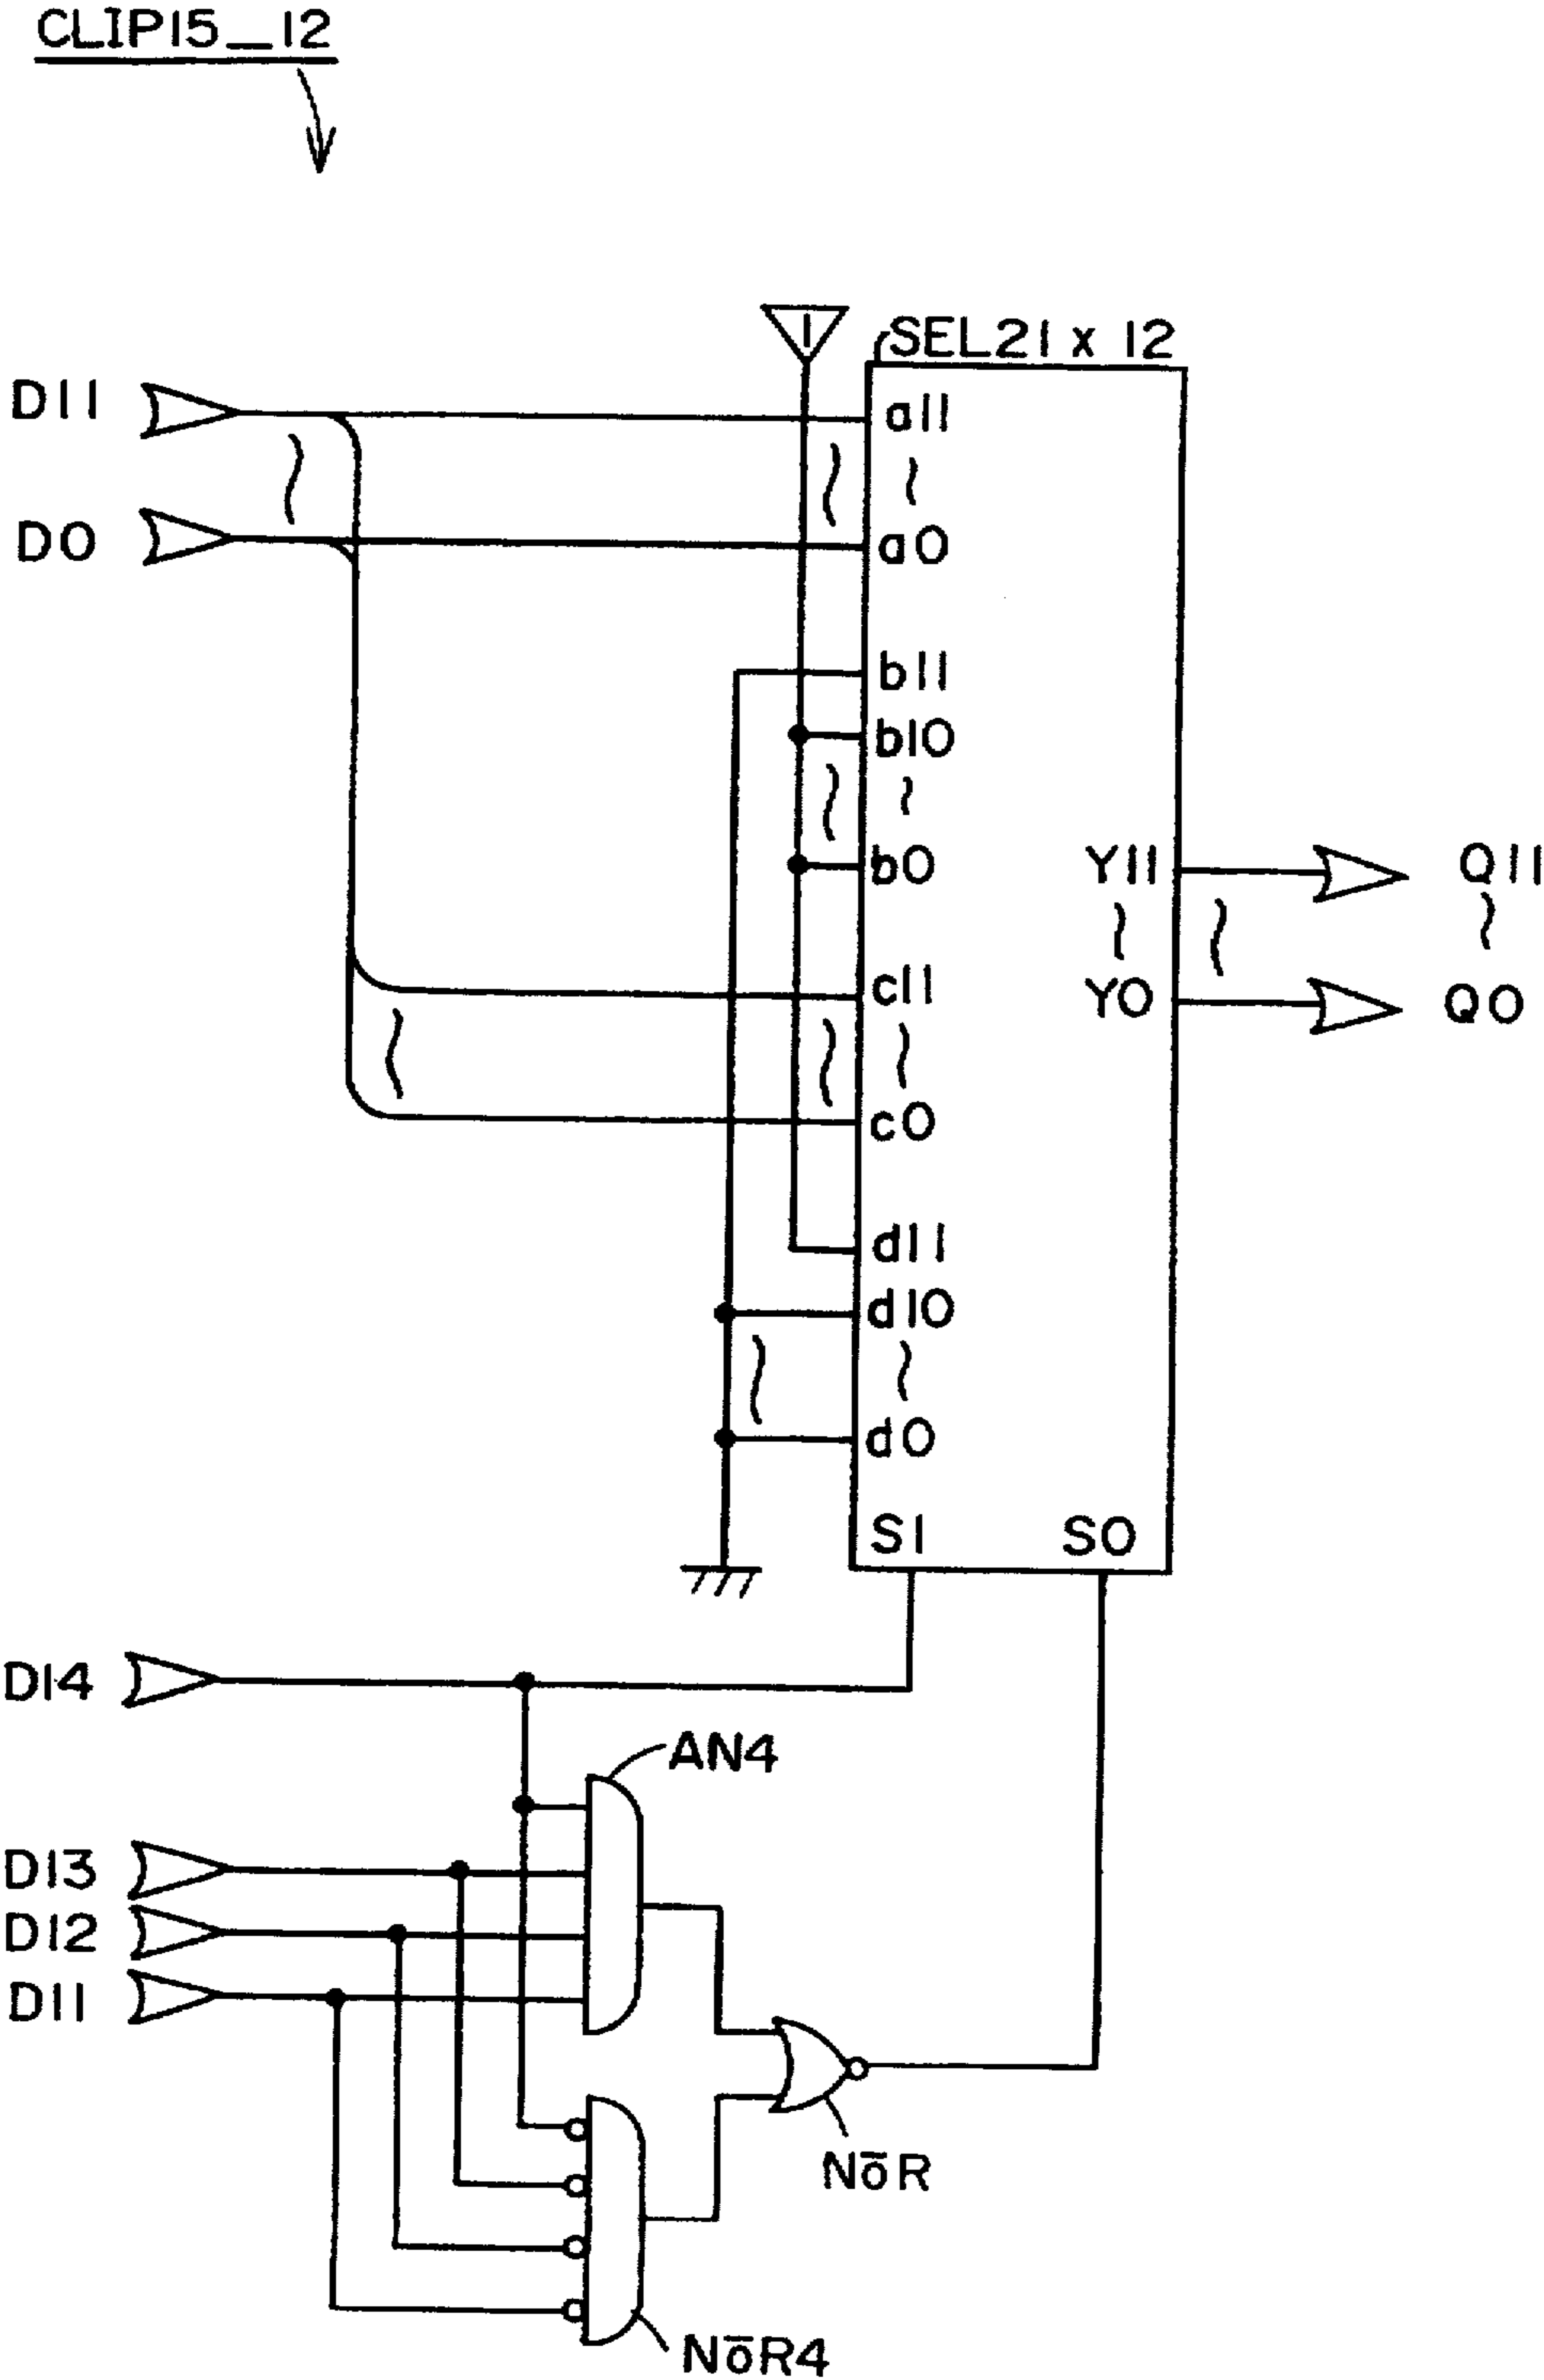 CLIP15_12
1
SEL21 x 12
D11
a11
D0
a0
b11
b10
b0
Y11
Q11
c11
Y0
Q0
c0
d11
d10
d0
S1
S0
D14
AN4
D13
D12
D11
NōR
NōR4